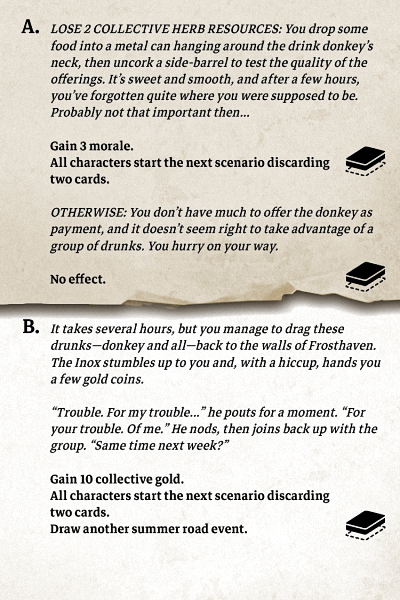 A. LOSE 2 COLLECTIVE HERB RESOURCES: You drop some
food into a metal can hanging around the drink donkey's
neck, then uncork a side-barrel to test the quality of the
offerings. It's sweet and smooth, and after a few hours,
you've forgotten quite where you were supposed to be.
Probably not that important then...
Gain 3 morale.
All characters start the next scenario discarding
two cards.
OTHERWISE: You don't have much to offer the donkey as
payment, and it doesn't seem right to take advantage of a
group of drunks. You hurry on your way.
No effect.
B. It takes several hours, but you manage to drag these
drunks—donkey and all—back to the walls of Frosthaven.
The Inox stumbles up to you and, with a hiccup, hands you
a few gold coins.
“Trouble. For my trouble...” he pouts for a moment. “For
your trouble. Of me.” He nods, then joins back up with the
group. “Same time next week?”
Gain 10 collective gold.
All characters start the next scenario discarding
two cards.
Draw another summer road event.